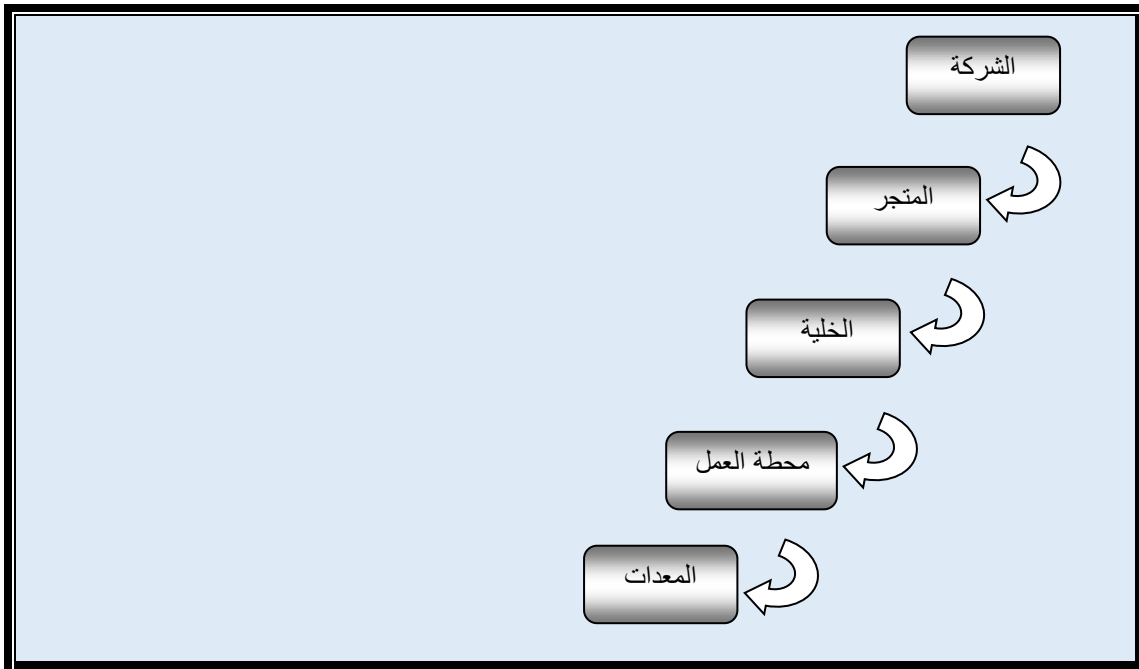 الشركة
المتجر
الخلية
محطة العمل
المعدات